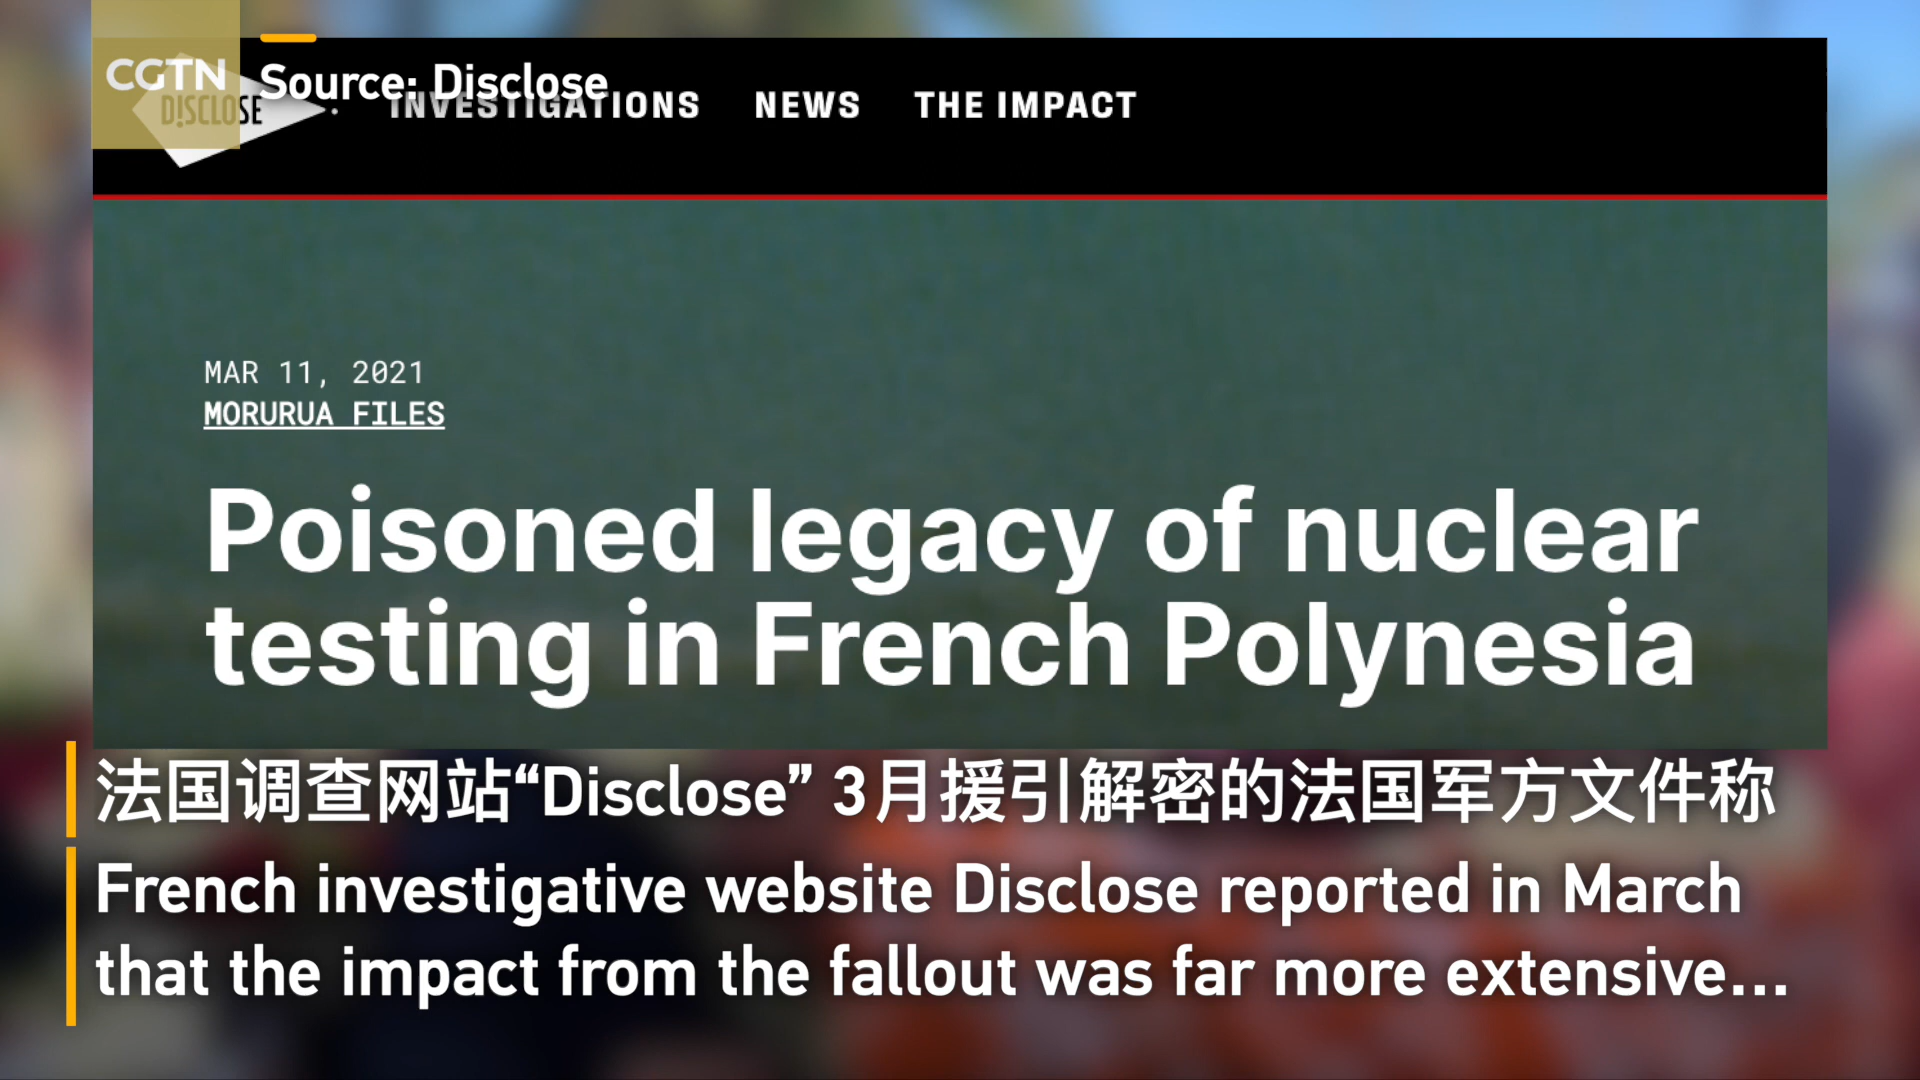 CGTN
Source: Disclose
DISCLOSE
INVESTIGATIONS NEWS THE IMPACT
MAR 11, 2021
MORURUA FILES
Poisoned legacy of nuclear
testing in French Polynesia
法国调查网站“Disclose” 3月援引解密的法国军方文件称
French investigative website Disclose reported in March
that the impact from the fallout was far more extensive...